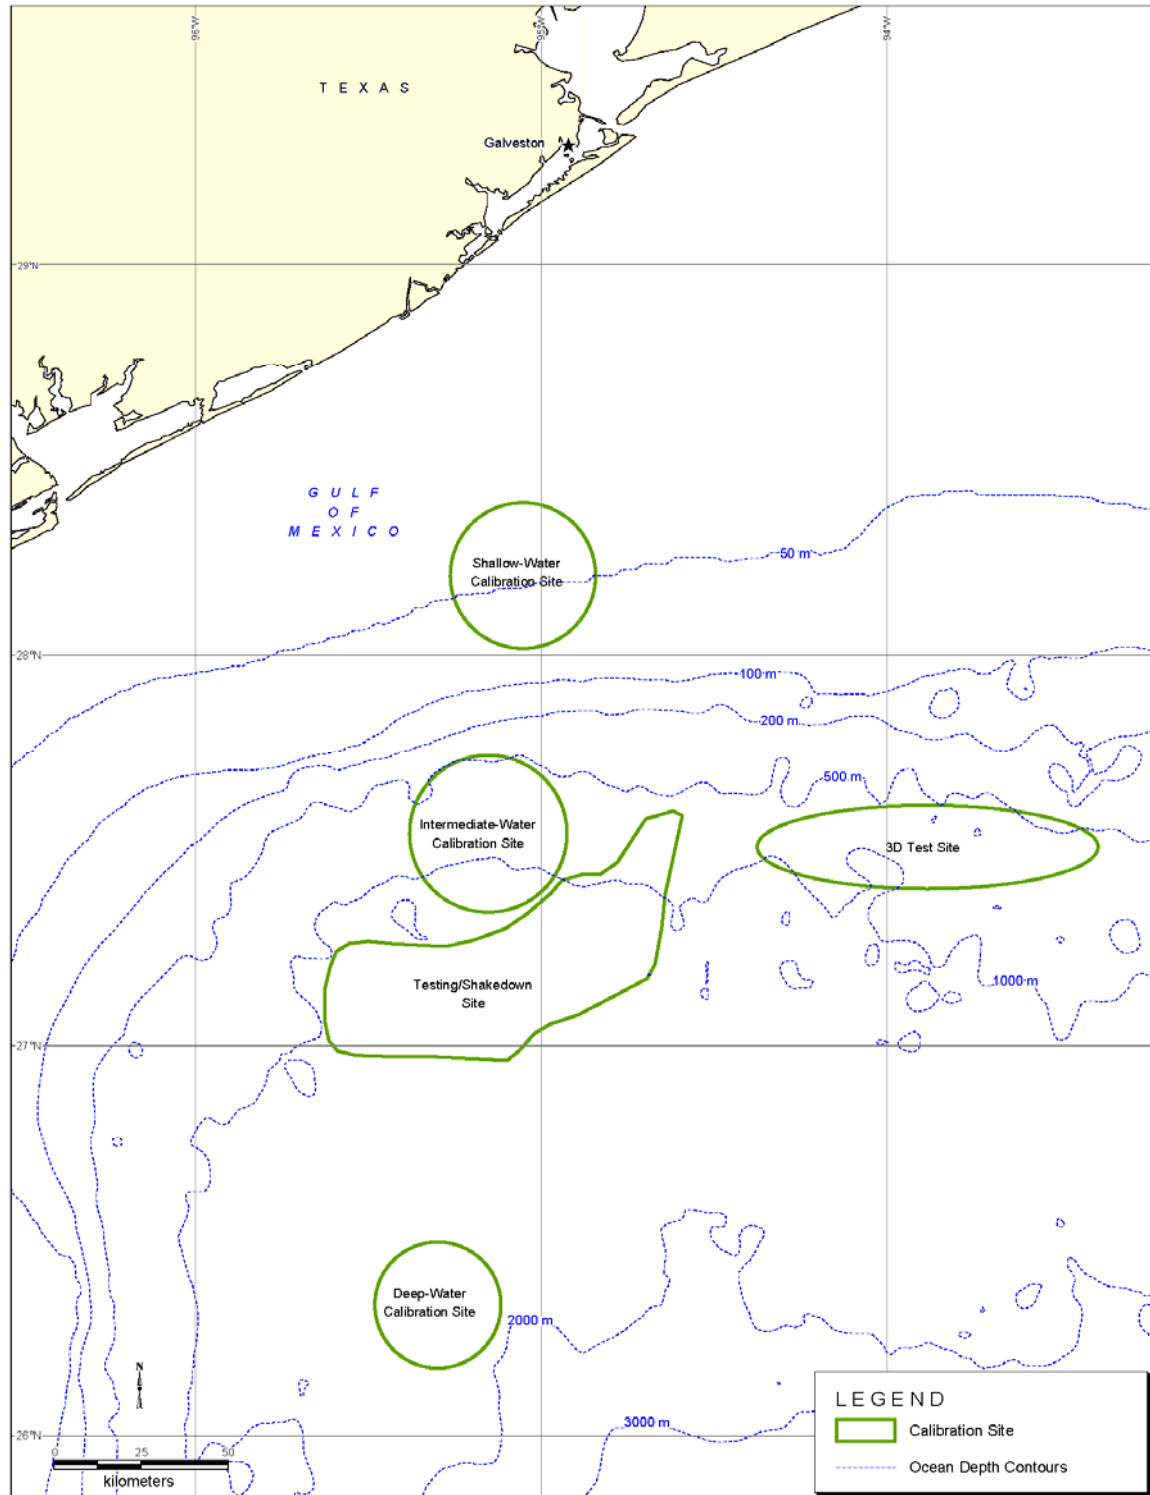 96°W
95°W
94°W
T E X A S
Galveston
29°N
G U L F
O F
M E X I C O
50 m
Shallow-Water
Calibration Site
28°N
100 m
200 m
500 m
Intermediate-Water
Calibration Site
3D Test Site
Testing/Shakedown
Site
1000 m
27°N
Deep-Water
Calibration Site
2000 m
N
3000 m
26°N
0 25 50
kilometers
L E G E N D
Calibration Site
Ocean Depth Contours